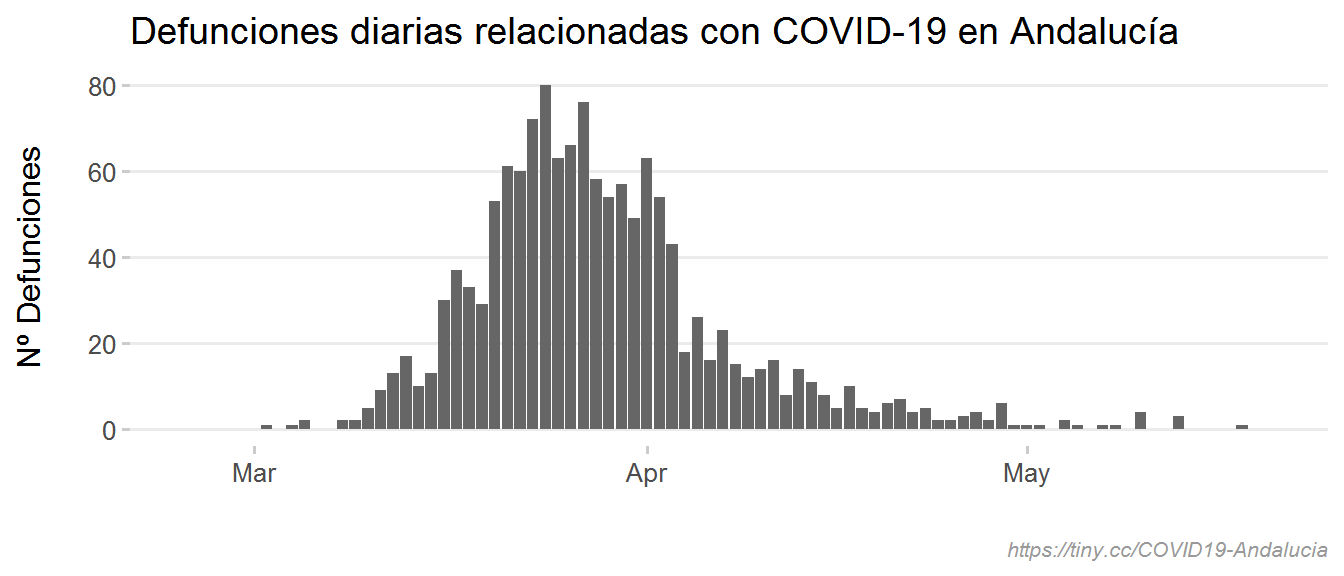 Defunciones diarias relacionadas con COVID-19 en Andalucía
Nº Defunciones
80
60
40
20
0
Mar Apr May
https://tiny.cc/COVID19-Andalucia